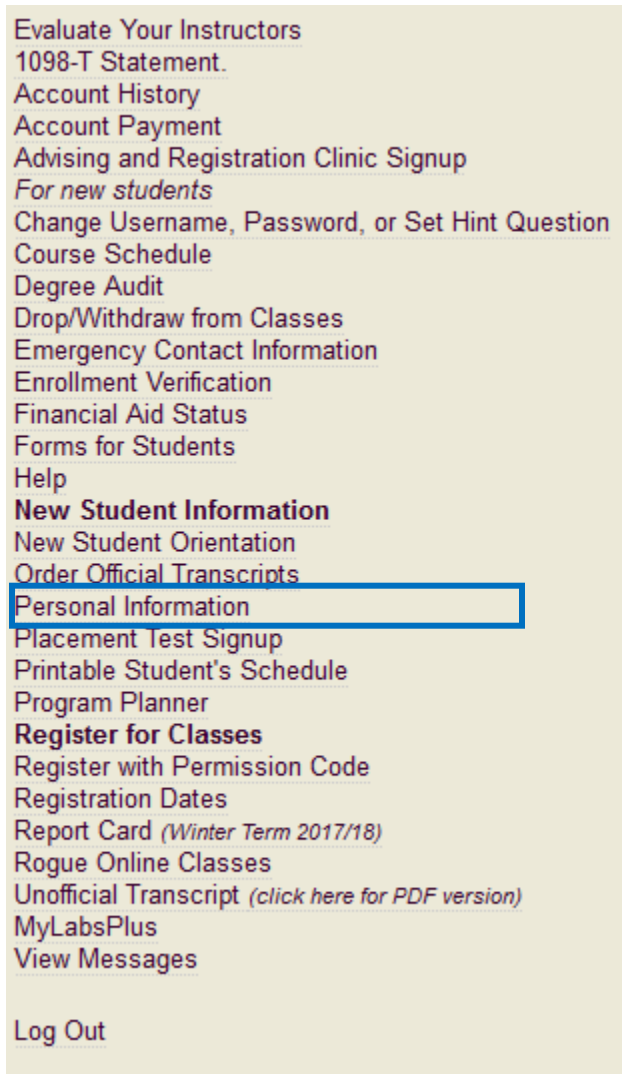 Evaluate Your Instructors
1098-T Statement.
Account History
Account Payment
Advising and Registration Clinic Signup
For new students
Change Username, Password, or Set Hint Question
Course Schedule
Degree Audit
Drop/Withdraw from Classes
Emergency Contact Information
Enrollment Verification
Financial Aid Status
Forms for Students
Help
New Student Information
New Student Orientation
Order Official Transcripts
Personal Information
Placement Test Signup
Printable Student's Schedule
Program Planner
Register for Classes
Register with Permission Code
Registration Dates
Report Card (Winter Term 2017/18)
Rogue Online Classes
Unofficial Transcript (click here for PDF version)
MyLabsPlus
View Messages
Log Out